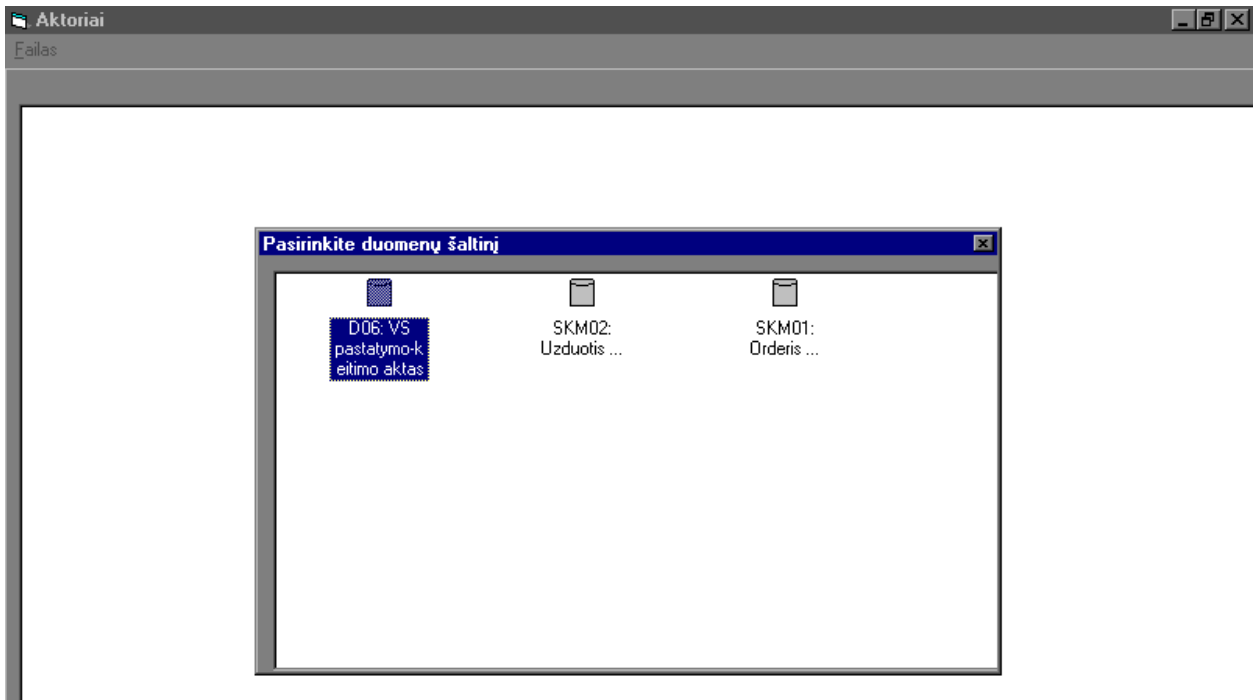 Aktoriai
Failas
Pasirinkite duomenų šaltinį
D06: VS
pastatymo-k
eitimo aktas
SKM02:
Uzduotis ...
SKM01:
Orderis ...